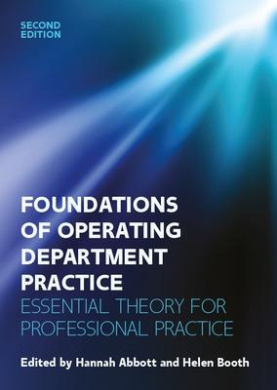 SECOND
EDITION
FOUNDATIONS
OF OPERATING
DEPARTMENT
PRACTICE
ESSENTIAL THEORY FOR
PROFESSIONAL PRACTICE
Edited by Hannah Abbott and Helen Booth